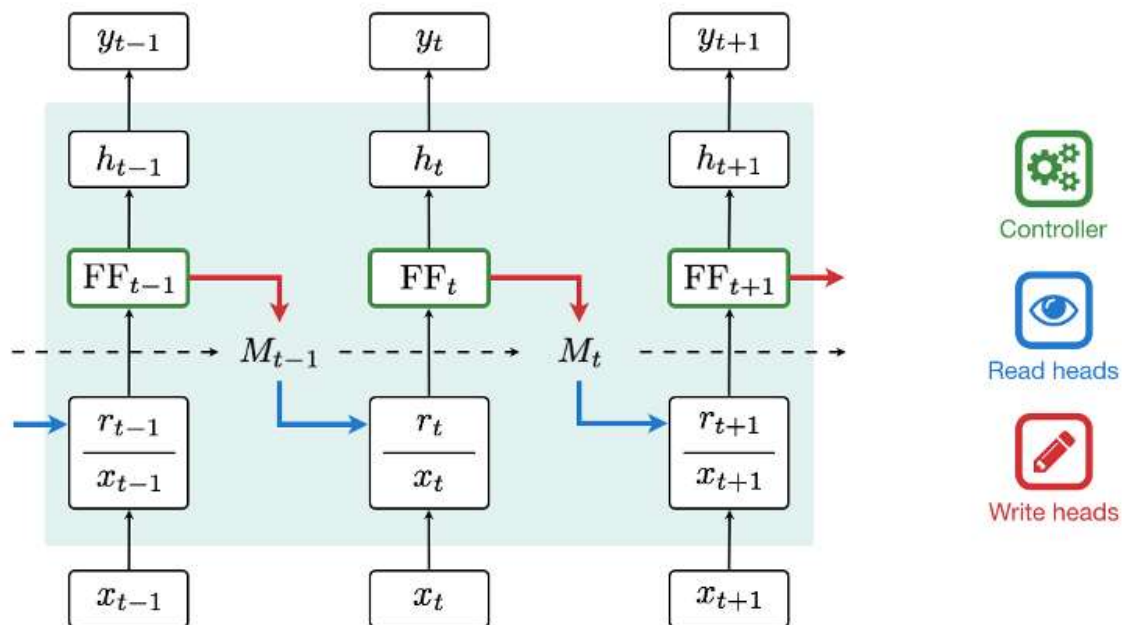 y_{t−1} y_t y_{t+1}
h_{t−1} h_t h_{t+1}
Controller
FF_{t−1} FF_t FF_{t+1}
M_{t−1} M_t
Read heads
r_{t−1} r_t r_{t+1}
x_{t−1} x_t x_{t+1}
Write heads
x_{t−1} x_t x_{t+1}